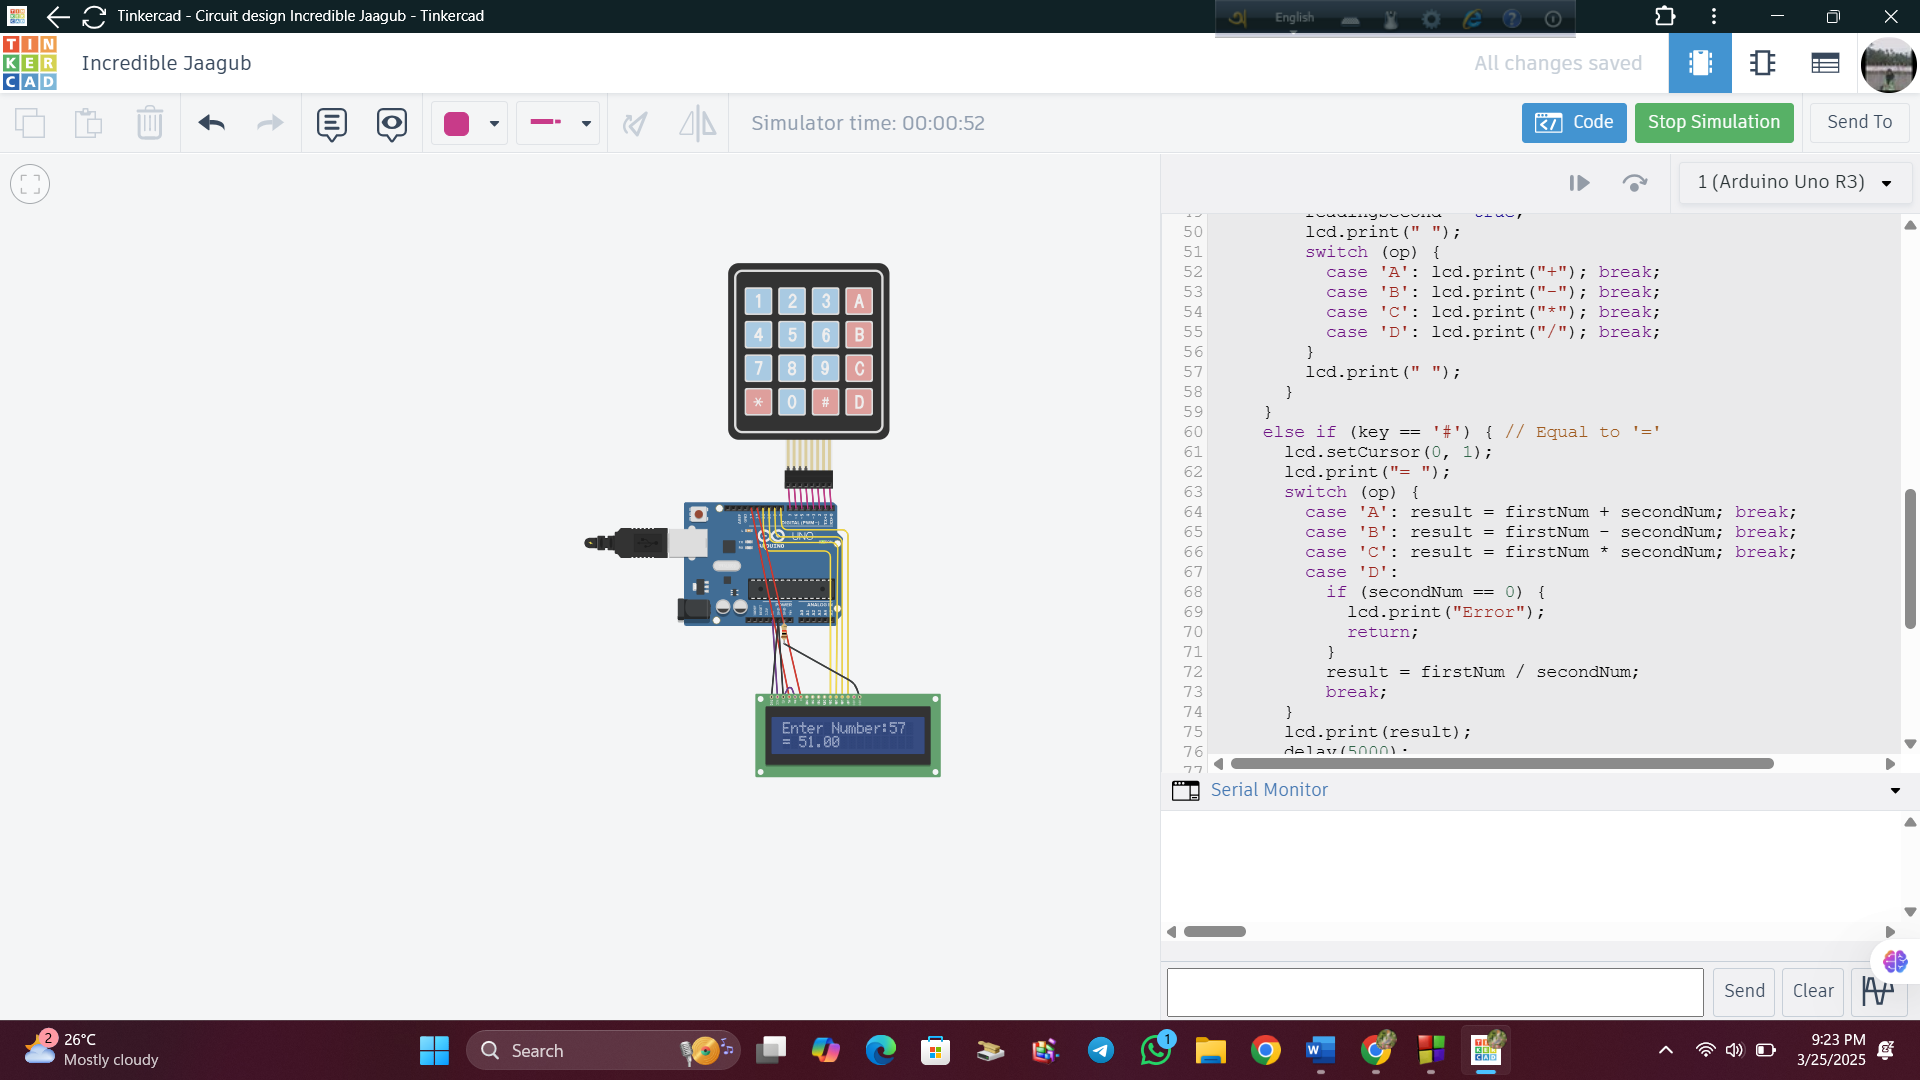 Tinkercad - Circuit design Incredible Jaagub - Tinkercad
English
TIN
KER
CAD
Incredible Jaagub
All changes saved
Simulator time: 00:00:52
Code
Stop Simulation
Send To
1 (Arduino Uno R3)
50 lcd.print(" ");
51 switch (op) {
52 case 'A': lcd.print("+"); break;
53 case 'B': lcd.print("-"); break;
54 case 'C': lcd.print("*"); break;
55 case 'D': lcd.print("/"); break;
56 }
57 lcd.print(" ");
58 }
59 }
60 else if (key == '#') { // Equal to '='
61 lcd.setCursor(0, 1);
62 lcd.print("= ");
63 switch (op) {
64 case 'A': result = firstNum + secondNum; break;
65 case 'B': result = firstNum - secondNum; break;
66 case 'C': result = firstNum * secondNum; break;
67 case 'D':
68 if (secondNum == 0) {
69 lcd.print("Error");
70 return;
71 }
72 result = firstNum / secondNum;
73 break;
74 }
75 lcd.print(result);
76 delay(5000);
77
1 2 3 A
4 5 6 B
7 8 9 C
* 0 # D
DIGITAL (PWM~)
UNO
ARDUINO
POWER
ANALOG IN
Enter Number:57
= 51.00
Serial Monitor
Send
Clear
2
26°C
Mostly cloudy
Search
1
9:23 PM
3/25/2025